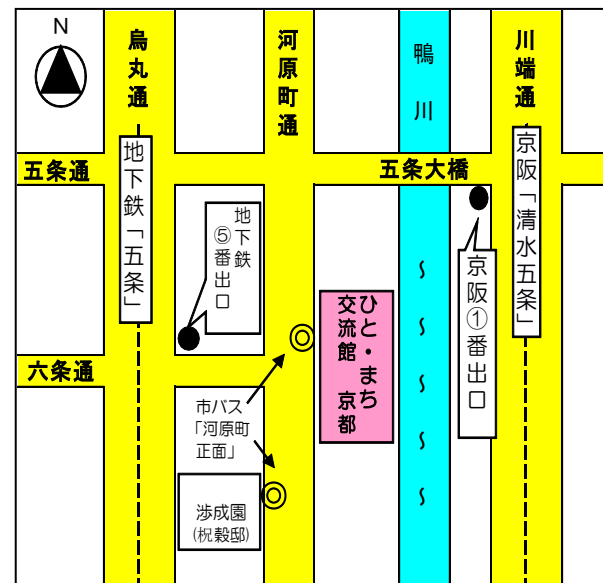 N
烏丸通
河原町通
鴨川
川端通
五条通
五条大橋
地下鉄「五条」
地下鉄
⑤番出口
京阪「清水五条」
京阪①番出口
ひと・まち
交流館 京都
六条通
市バス
「河原町
正面」
渉成園
(枳穀邸)